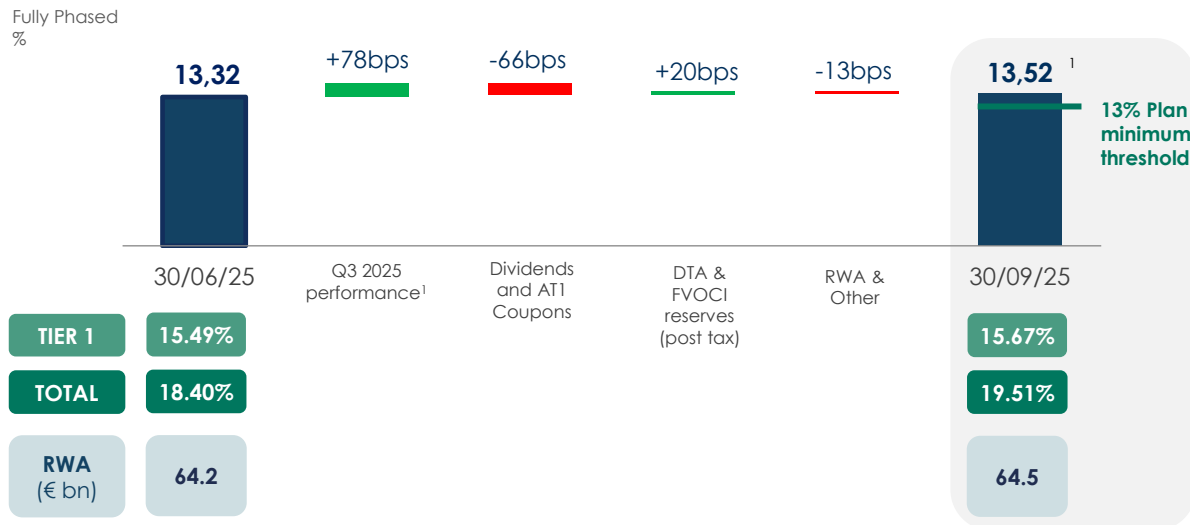 Fully Phased
%
13,32
+78bps
-66bps
+20bps
-13bps
13,52 1
13% Plan
minimum
threshold
30/06/25
Q3 2025
performance1
Dividends
and AT1
Coupons
DTA &
FVOCI
reserves
(post tax)
RWA &
Other
30/09/25
TIER 1
15.49%
15.67%
TOTAL
18.40%
19.51%
RWA
(€ bn)
64.2
64.5